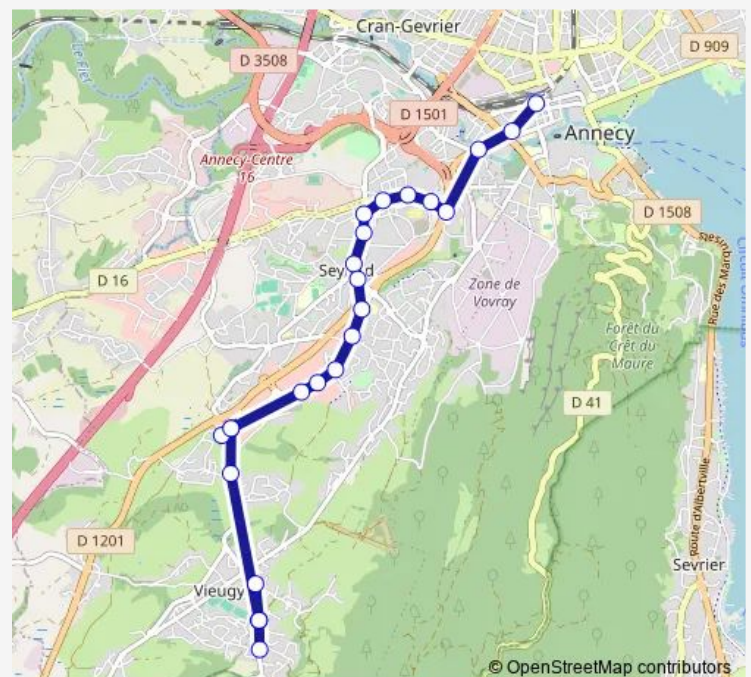 Cran-Gevrier
D 909
D 3508
D 1501
Annecy
Annecy-Centre
16
D 1508
D 16
Zone de
Vovray
Rue des Marquisats
Forêt du
Crêt du
Maure
D 41
D 1201
Route d'Albertville
Sevrier
Vieugy
© OpenStreetMap contributors